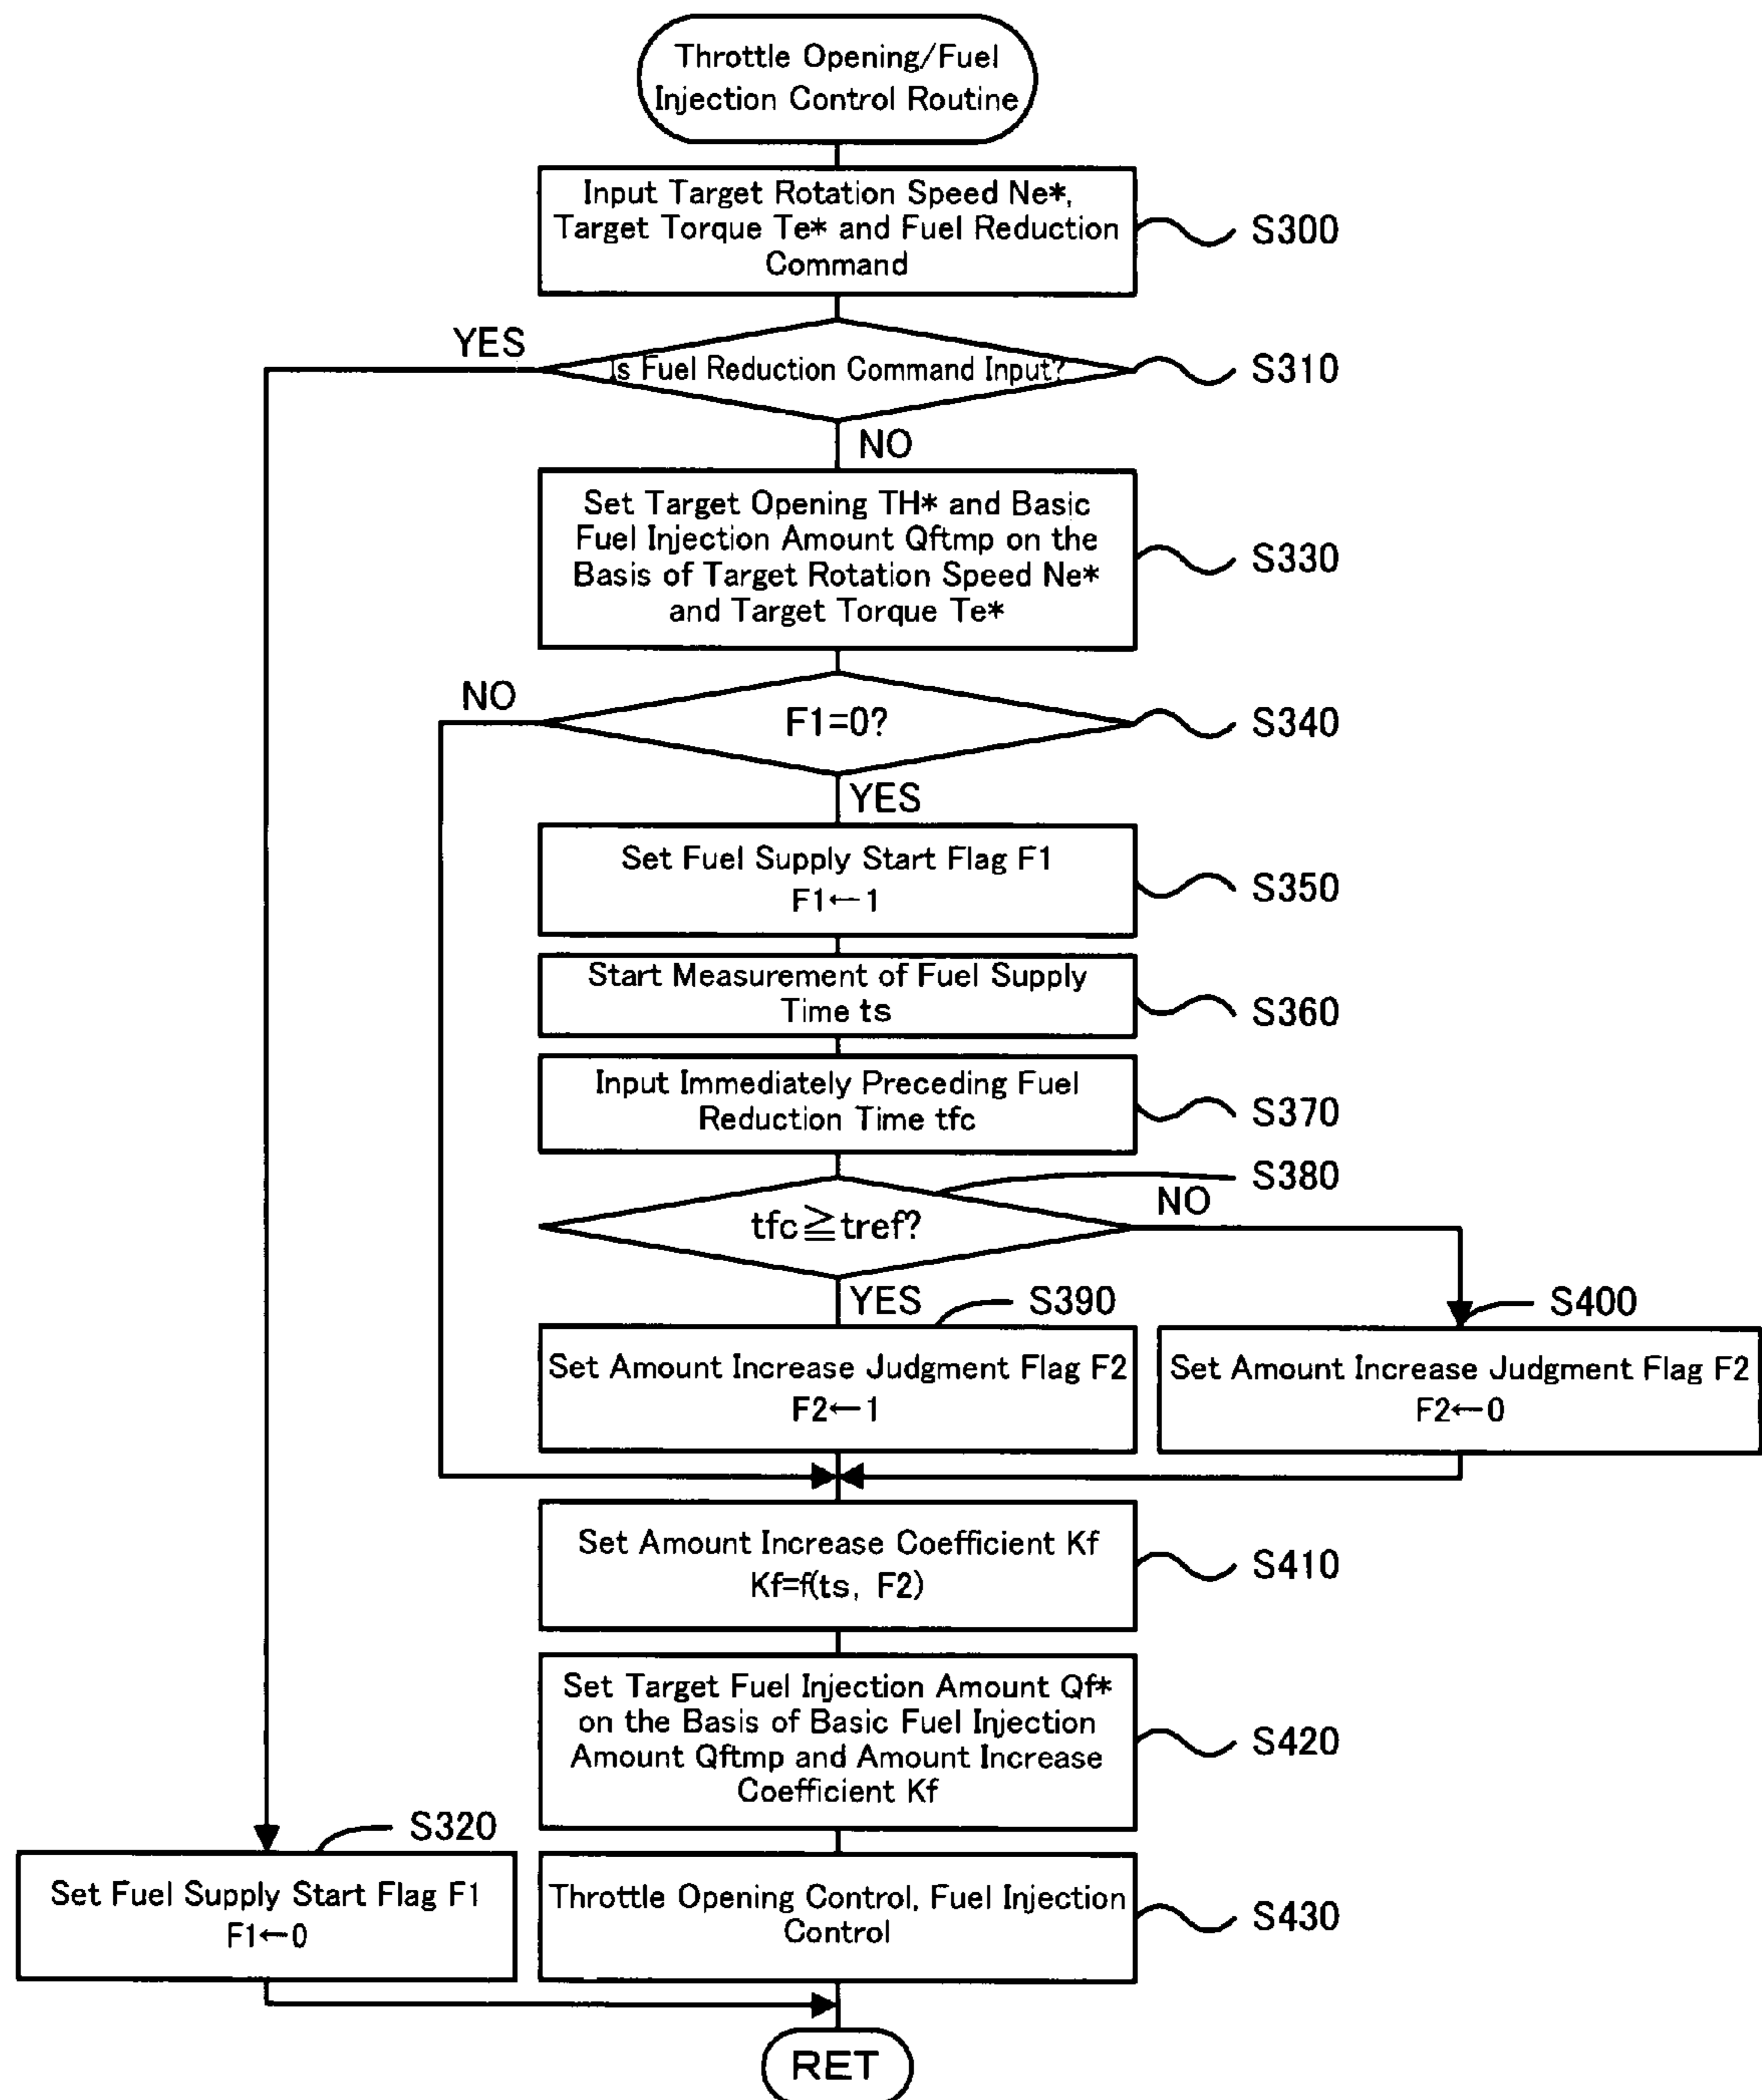 Throttle Opening/Fuel
Injection Control Routine
Input Target Rotation Speed Ne*,
Target Torque Te* and Fuel Reduction
Command
S300
YES
Is Fuel Reduction Command Input?
S310
NO
Set Target Opening TH* and Basic
Fuel Injection Amount Qftmp on the
Basis of Target Rotation Speed Ne*
and Target Torque Te*
S330
NO
F1=0?
S340
YES
Set Fuel Supply Start Flag F1
F1←1
S350
Start Measurement of Fuel Supply
Time ts
S360
Input Immediately Preceding Fuel
Reduction Time tfc
S370
S380
tfc≧tref?
NO
YES
S390
S400
Set Amount Increase Judgment Flag F2
F2←1
Set Amount Increase Judgment Flag F2
F2←0
Set Amount Increase Coefficient Kf
Kf=f(ts, F2)
S410
Set Target Fuel Injection Amount Qf*
on the Basis of Basic Fuel Injection
Amount Qftmp and Amount Increase
Coefficient Kf
S420
S320
Set Fuel Supply Start Flag F1
F1←0
Throttle Opening Control, Fuel Injection
Control
S430
RET